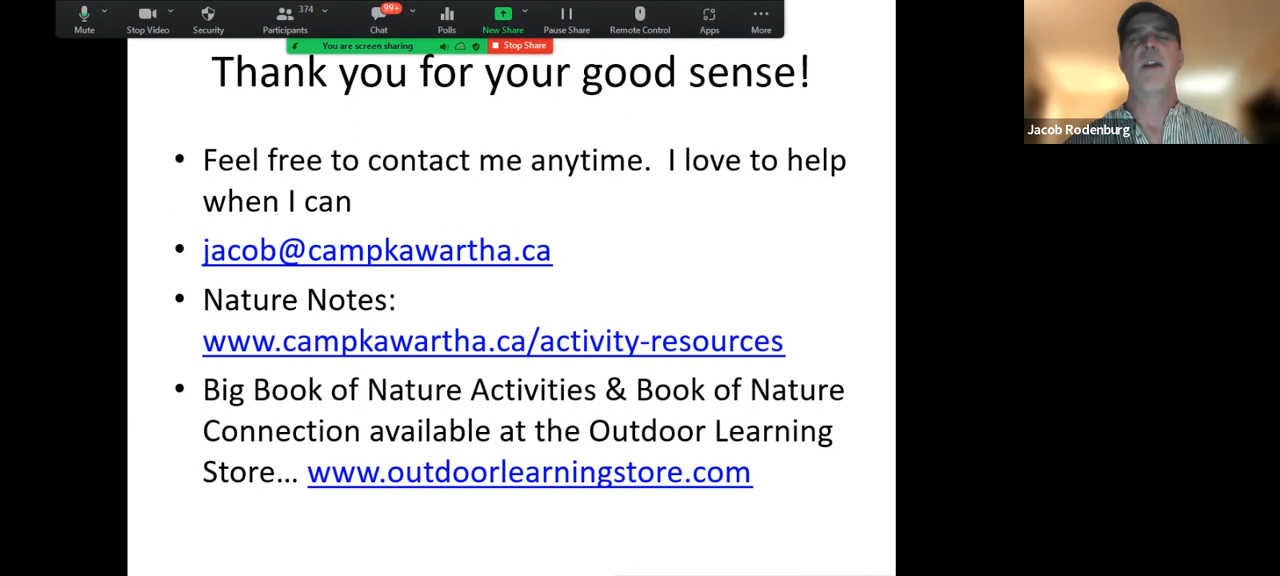 374
99+
Mute
Stop Video
Security
Participants
Chat
Polls
New Share
Pause Share
Remote Control
Apps
More
You are screen sharing
Stop Share
Thank you for your good sense!
Jacob Rodenburg
• Feel free to contact me anytime.  I love to help
when I can
• jacob@campkawartha.ca
• Nature Notes:
www.campkawartha.ca/activity-resources
• Big Book of Nature Activities & Book of Nature
Connection available at the Outdoor Learning
Store… www.outdoorlearningstore.com